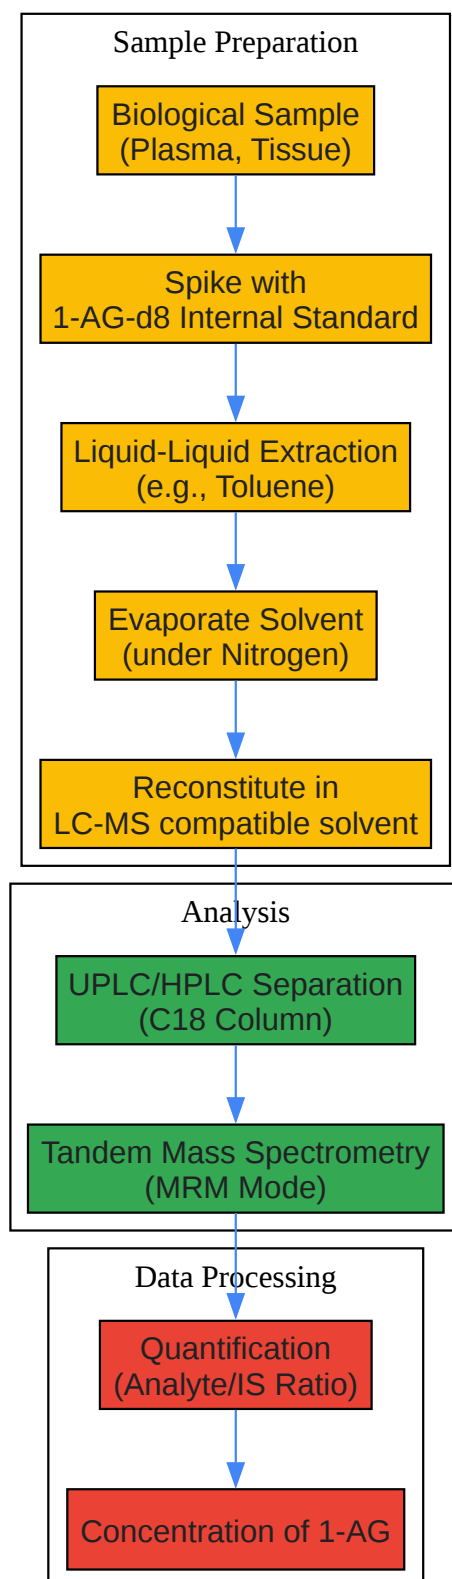 Sample Preparation
Biological Sample
(Plasma, Tissue)
Spike with
1-AG-d8 Internal Standard
Liquid-Liquid Extraction
(e.g., Toluene)
Evaporate Solvent
(under Nitrogen)
Reconstitute in
LC-MS compatible solvent
Analysis
UPLC/HPLC Separation
(C18 Column)
Tandem Mass Spectrometry
(MRM Mode)
Data Processing
Quantification
(Analyte/IS Ratio)
Concentration of 1-AG